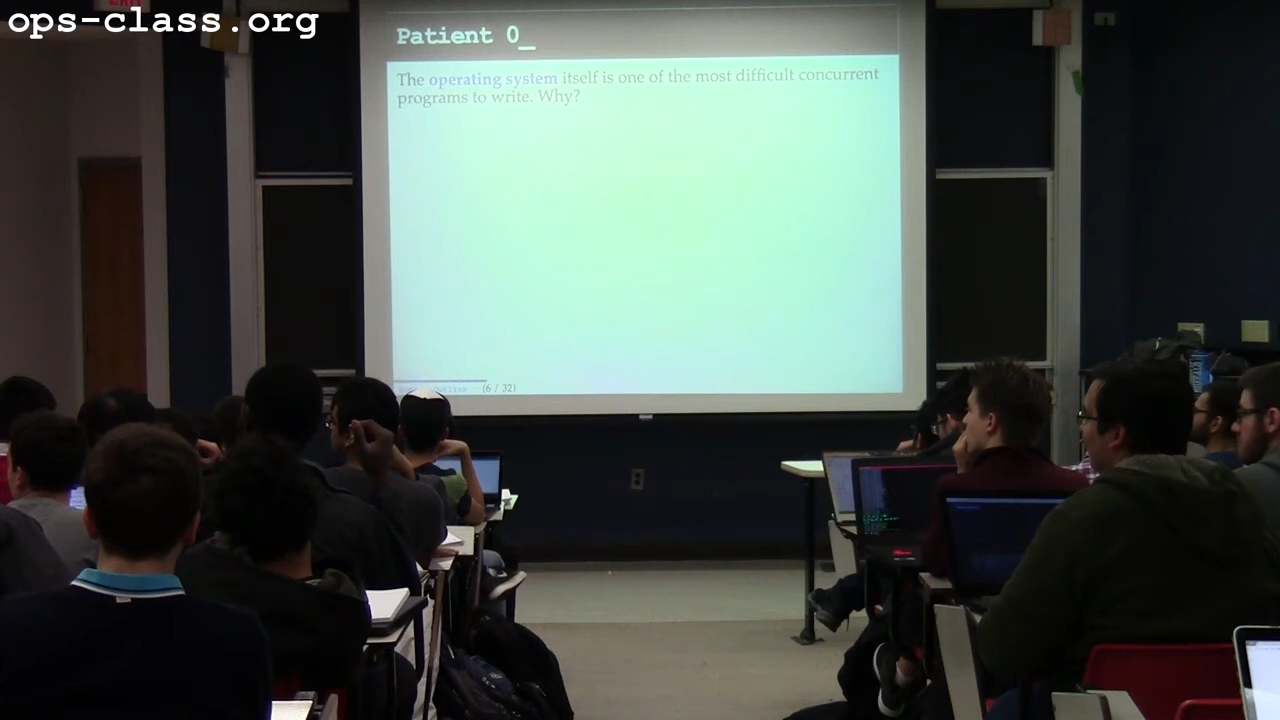 ops-class.org
EXIT
Patient 0_
The operating system itself is one of the most difficult concurrent
programs to write. Why?
(6 / 32)